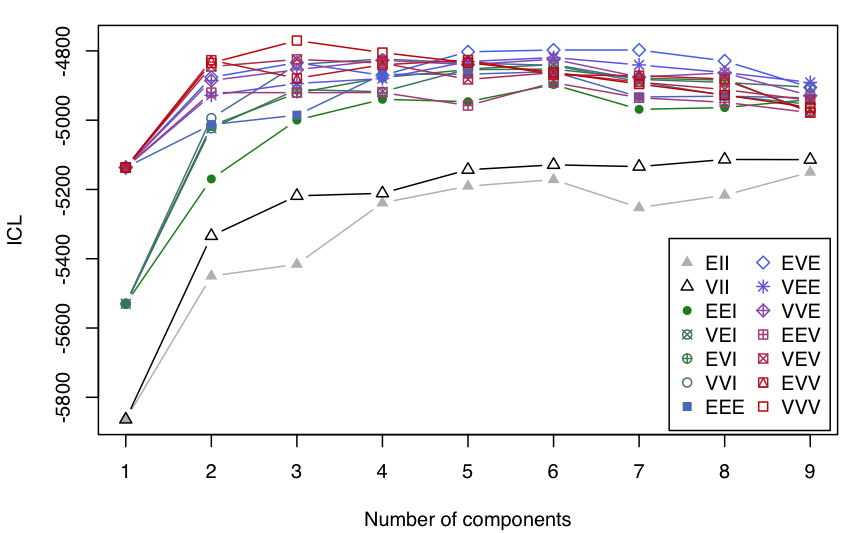 -4800
-5000
-5200
-5400
-5600
-5800
ICL
1 2 3 4 5 6 7 8 9
Number of components
EII EVE
VII VEE
EEI VVE
VEI EEV
EVI VEV
VVI EVV
EEE VVV